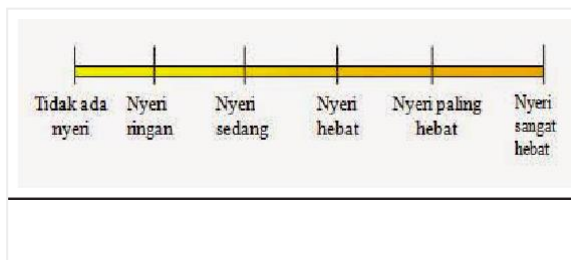 Tidak ada
nyeri
Nyeri
ringan
Nyeri
sedang
Nyeri
hebat
Nyeri paling
hebat
Nyeri
sangat
hebat